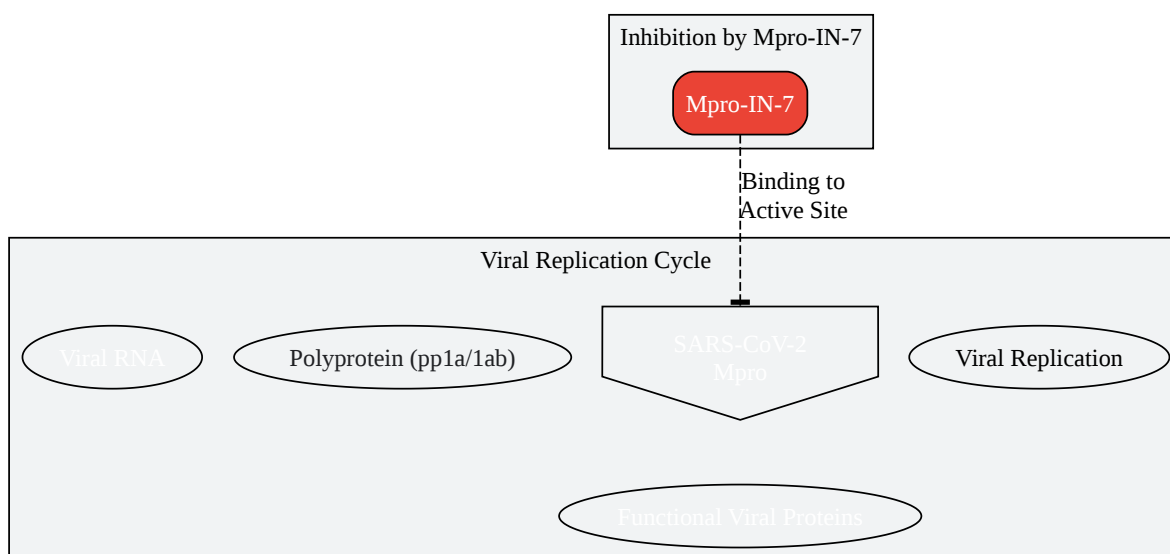 Inhibition by Mpro-IN-7
Mpro-IN-7
Binding to
Active Site
Viral Replication Cycle
Viral RNA
Polyprotein (pp1a/1ab)
SARS-CoV-2
Mpro
Viral Replication
Functional Viral Proteins